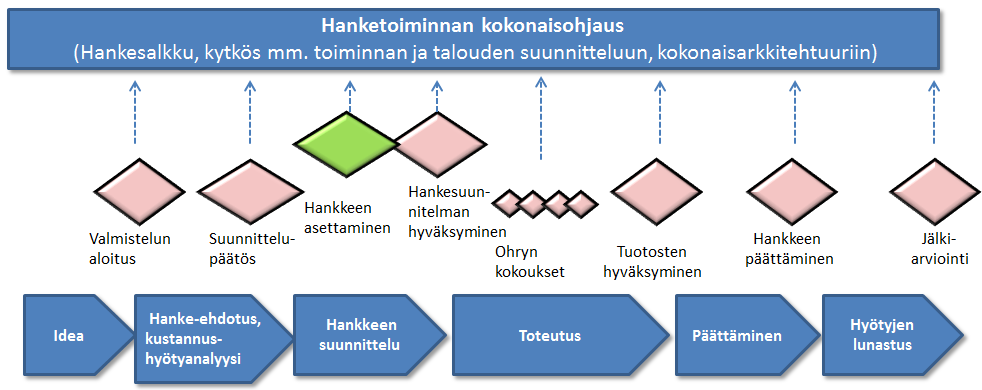 Hanketoiminnan kokonaisohjaus
(Hankesalkku, kytkös mm. toiminnan ja talouden suunnitteluun, kokonaisarkkitehtuuriin)
Valmistelun
aloitus
Suunnittelu-
päätös
Hankkeen
asettaminen
Hankesuun-
nitelman
hyväksyminen
Ohryn
kokoukset
Tuotosten
hyväksyminen
Hankkeen
päättäminen
Jälki-
arviointi
Idea
Hanke-ehdotus,
kustannus-
hyötyanalyysi
Hankkeen
suunnittelu
Toteutus
Päättäminen
Hyötyjen
lunastus